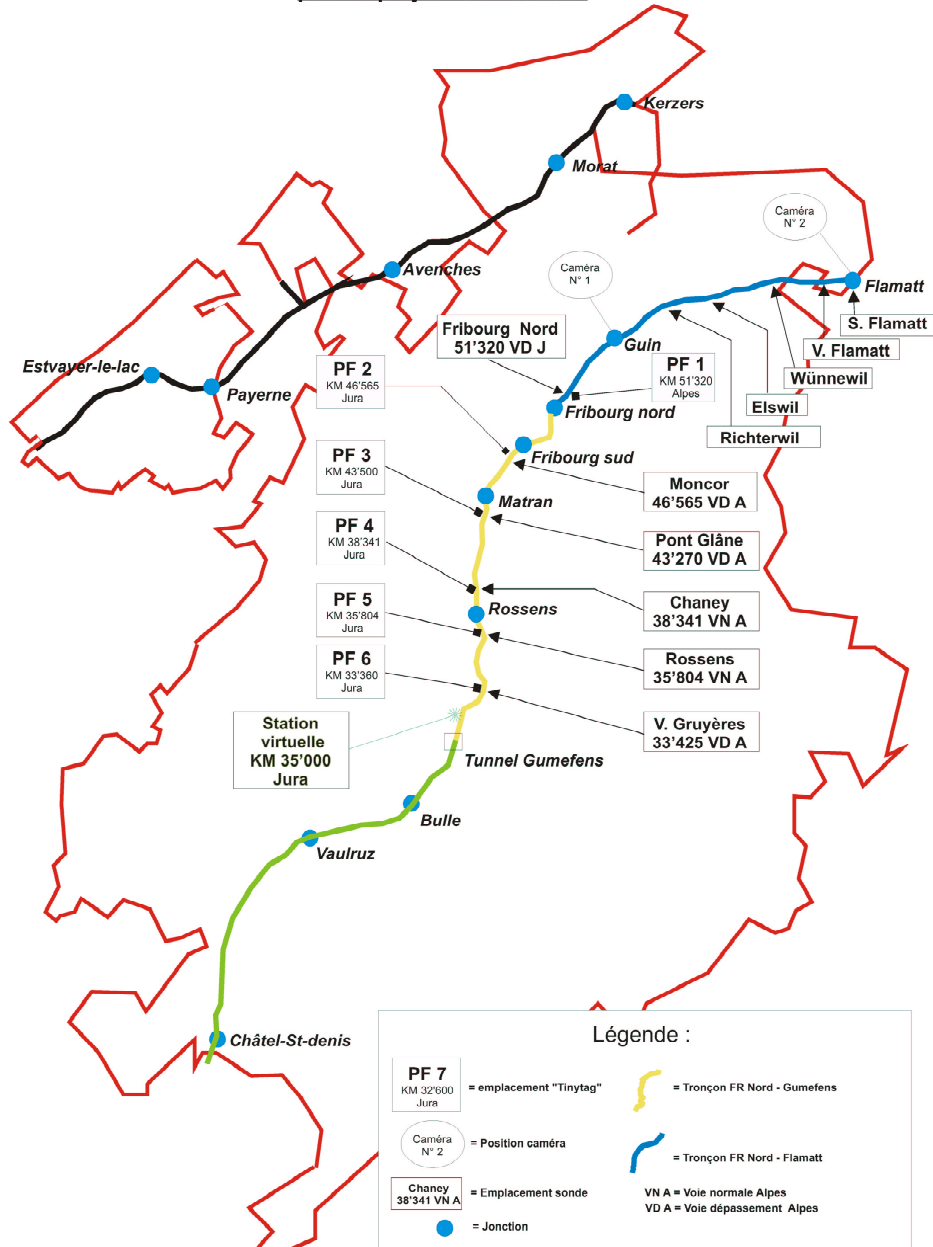 Kerzers
Morat
Caméra
N° 2
Avenches
Caméra
N° 1
Flamatt
Fribourg Nord
51'320 VD J
Guin
S. Flamatt
V. Flamatt
Estvayer-le-lac
PF 2
KM 46'565
Jura
PF 1
KM 51'320
Alpes
Wünnewil
Payerne
Elswil
Fribourg nord
Richterwil
Fribourg sud
PF 3
KM 43'500
Jura
Moncor
46'565 VD A
Matran
PF 4
KM 38'341
Jura
Pont Glâne
43'270 VD A
Chaney
38'341 VN A
PF 5
KM 35'804
Jura
Rossens
Rossens
35'804 VN A
PF 6
KM 33'360
Jura
V. Gruyères
33'425 VD A
Station
virtuelle
KM 35'000
Jura
Tunnel Gumefens
Bulle
Vaulruz
Châtel-St-denis
Légende :
PF 7
KM 32'600
Jura
= emplacement "Tinytag"
= Tronçon FR Nord - Gumefens
Caméra
N° 2
= Position caméra
= Tronçon FR Nord - Flamatt
Chaney
38'341 VN A
= Emplacement sonde
VN A = Voie normale Alpes
VD A = Voie dépassement Alpes
= Jonction